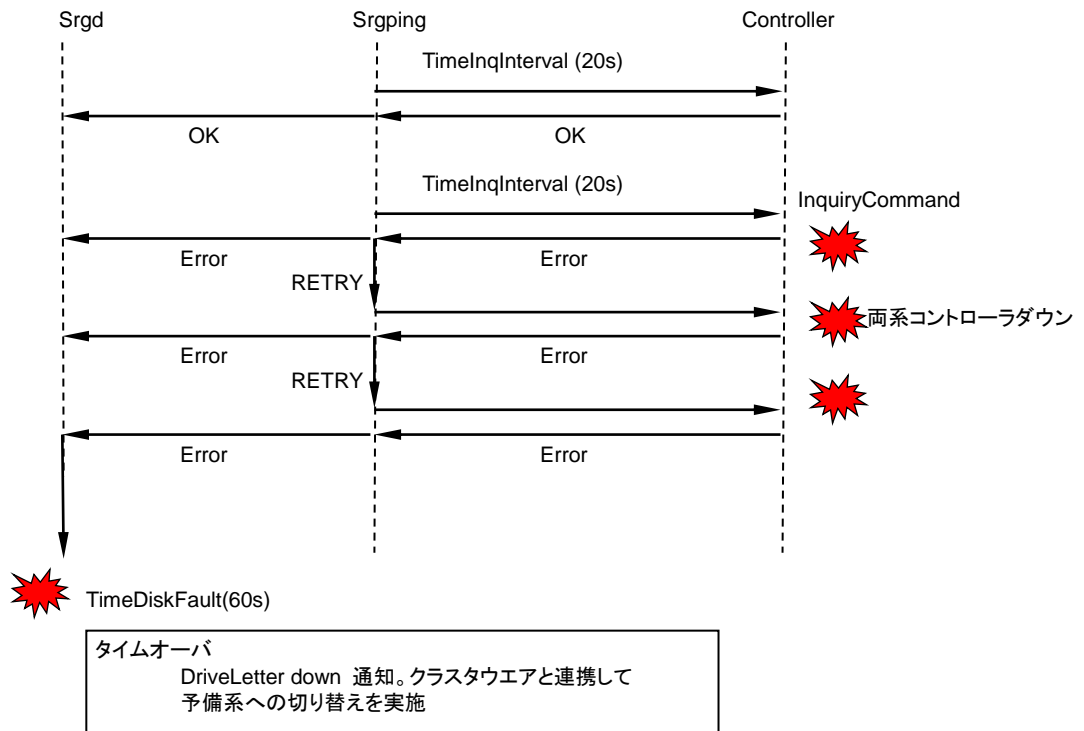 Srgd
Srgping
Controller
TimeInqInterval (20s)
OK
OK
TimeInqInterval (20s)
InquiryCommand
Error
Error
RETRY
両系コントローラダウン
Error
Error
RETRY
Error
Error
TimeDiskFault(60s)
タイムオーバ
DriveLetter down 通知。クラスタウエアと連携して
予備系への切り替えを実施